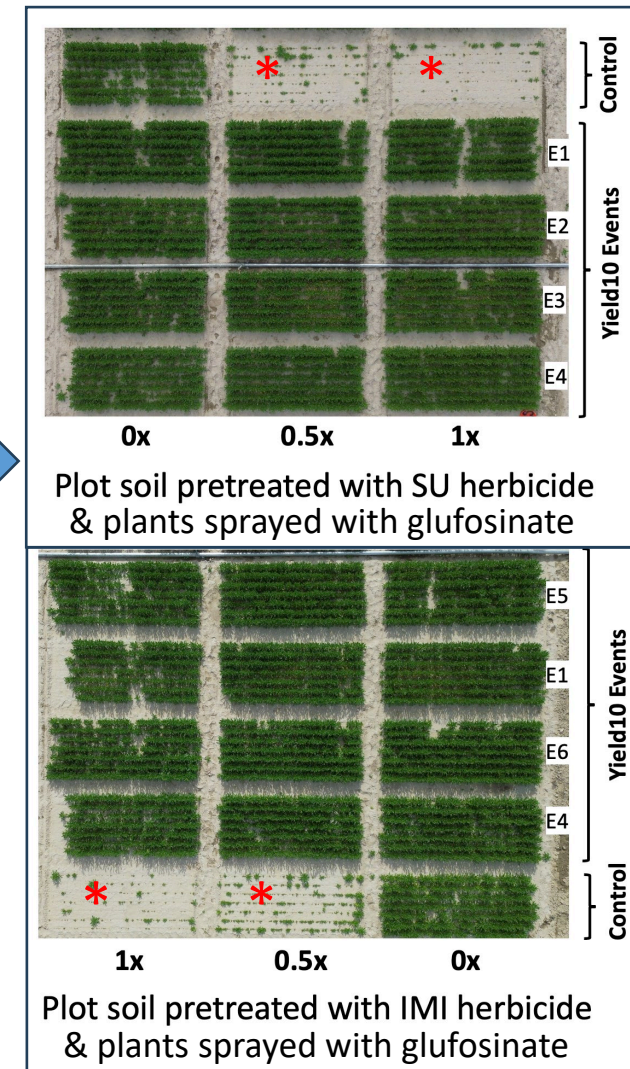 * *
Control
E1
E2
E3
E4
Yield10 Events
0x 0.5x 1x
Plot soil pretreated with SU herbicide
& plants sprayed with glufosinate
E5
E1
E6
E4
Yield10 Events
* *
Control
1x 0.5x 0x
Plot soil pretreated with IMI herbicide
& plants sprayed with glufosinate